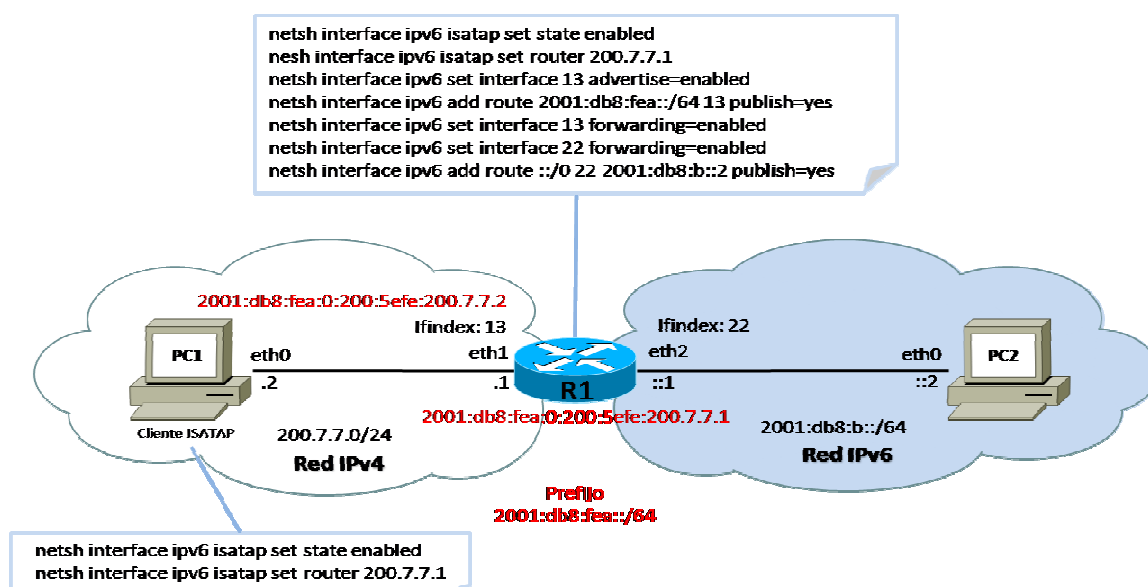 netsh interface ipv6 isatap set state enabled
nesh interface ipv6 isatap set router 200.7.7.1
netsh interface ipv6 set interface 13 advertise=enabled
netsh interface ipv6 add route 2001:db8:fea::/64 13 publish=yes
netsh interface ipv6 set interface 13 forwarding=enabled
netsh interface ipv6 set interface 22 forwarding=enabled
netsh interface ipv6 add route ::/0 22 2001:db8:b::2 publish=yes
2001:db8:fea:0:200:5efe:200.7.7.2
Ifindex: 13
Ifindex: 22
PC1
eth0
eth1
eth2
eth0
PC2
.2
.1
R1
::1
::2
2001:db8:fea:0:200:5efe:200.7.7.1
Cliente ISATAP
200.7.7.0/24
2001:db8:b::/64
Red IPv4
Red IPv6
Prefijo
2001:db8:fea::/64
netsh interface ipv6 isatap set state enabled
netsh interface ipv6 isatap set router 200.7.7.1